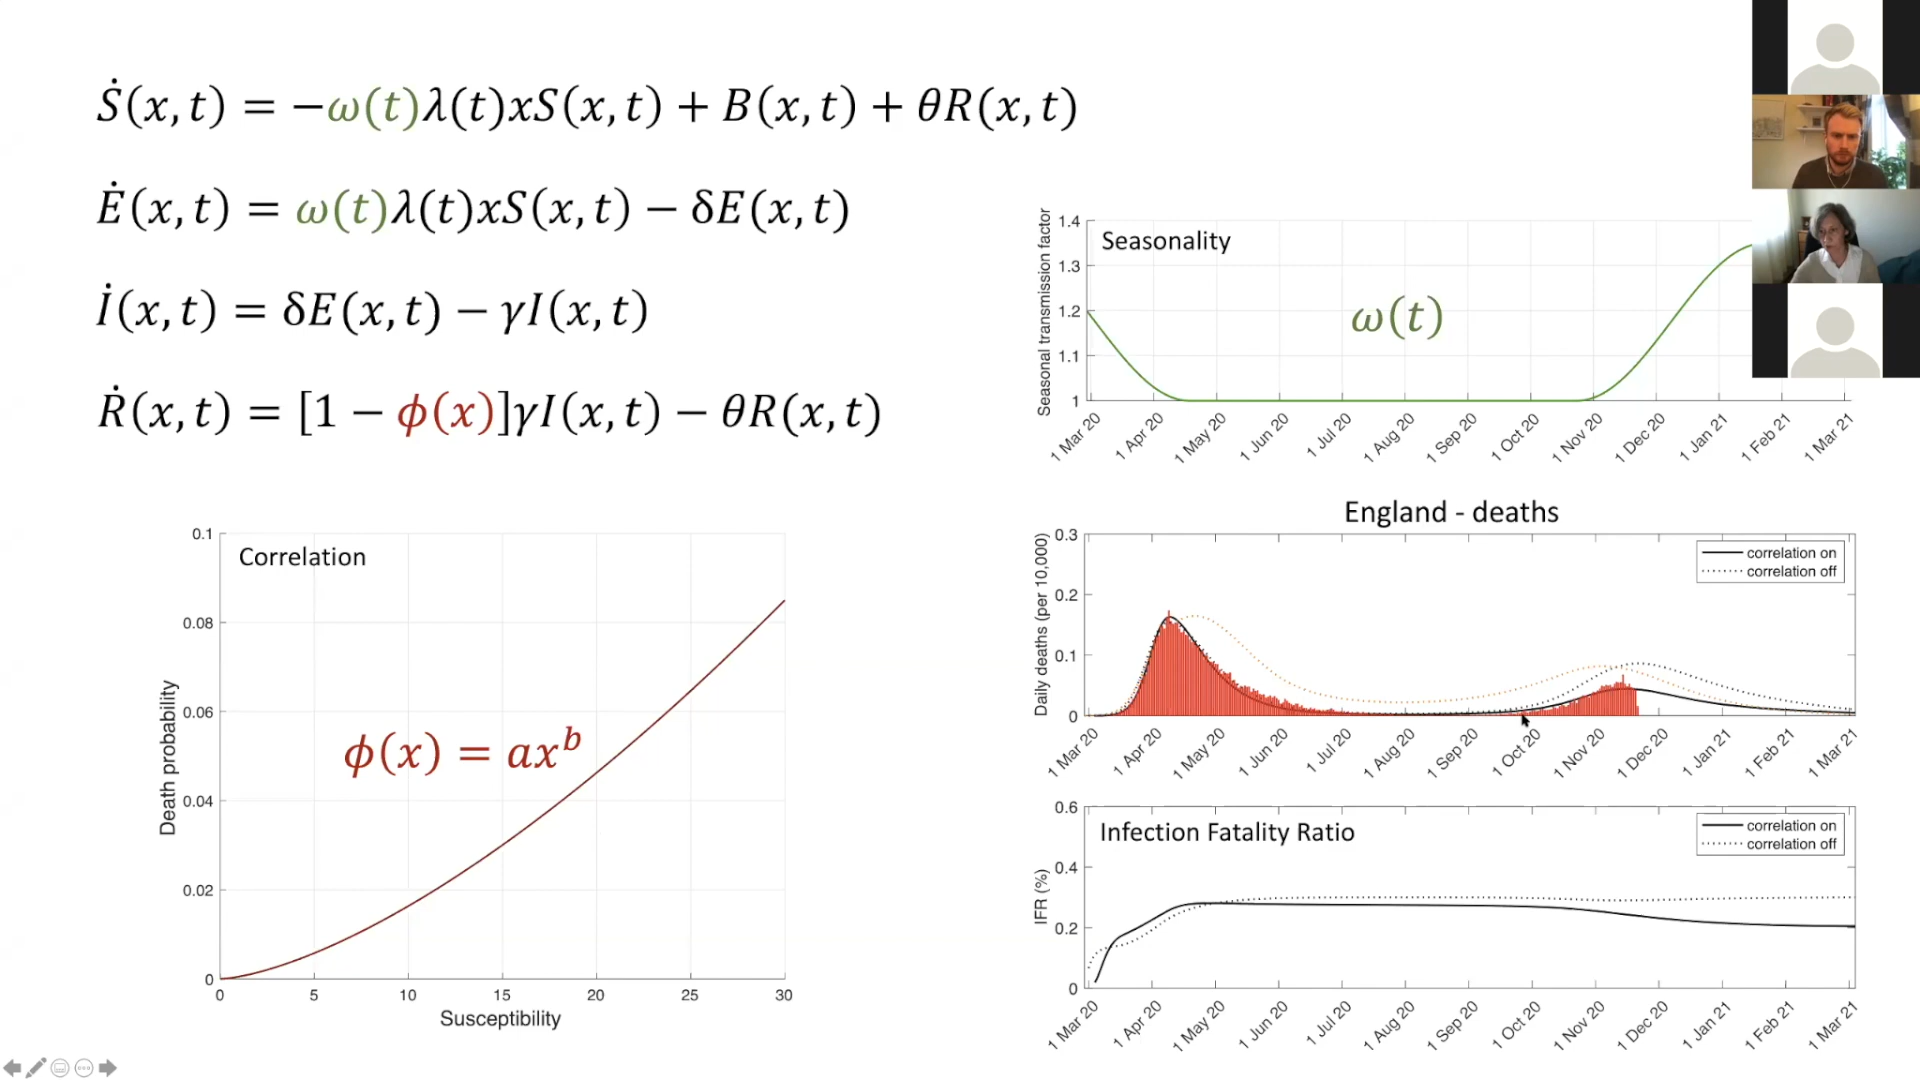 Ṡ(x, t) = −ω(t)λ(t)xS(x, t) + B(x, t) + θR(x, t)
Ė(x, t) = ω(t)λ(t)xS(x, t) − δE(x, t)
İ(x, t) = δE(x, t) − γI(x, t)
Ṙ(x, t) = [1 − ϕ(x)]γI(x, t) − θR(x, t)
Correlation
ϕ(x) = axᵇ
Death probability
0.1
0.08
0.06
0.04
0.02
0
0 5 10 15 20 25 30
Susceptibility
Seasonality
ω(t)
Seasonal transmission factor
1.4
1.3
1.2
1.1
1
1 Mar 20 1 Apr 20 1 May 20 1 Jun 20 1 Jul 20 1 Aug 20 1 Sep 20 1 Oct 20 1 Nov 20 1 Dec 20 1 Jan 21 1 Feb 21 1 Mar 21
England - deaths
correlation on
correlation off
Daily deaths (per 10,000)
0.3
0.2
0.1
0
1 Mar 20 1 Apr 20 1 May 20 1 Jun 20 1 Jul 20 1 Aug 20 1 Sep 20 1 Oct 20 1 Nov 20 1 Dec 20 1 Jan 21 1 Feb 21 1 Mar 21
Infection Fatality Ratio
correlation on
correlation off
IFR (%)
0.6
0.4
0.2
0
1 Mar 20 1 Apr 20 1 May 20 1 Jun 20 1 Jul 20 1 Aug 20 1 Sep 20 1 Oct 20 1 Nov 20 1 Dec 20 1 Jan 21 1 Feb 21 1 Mar 21